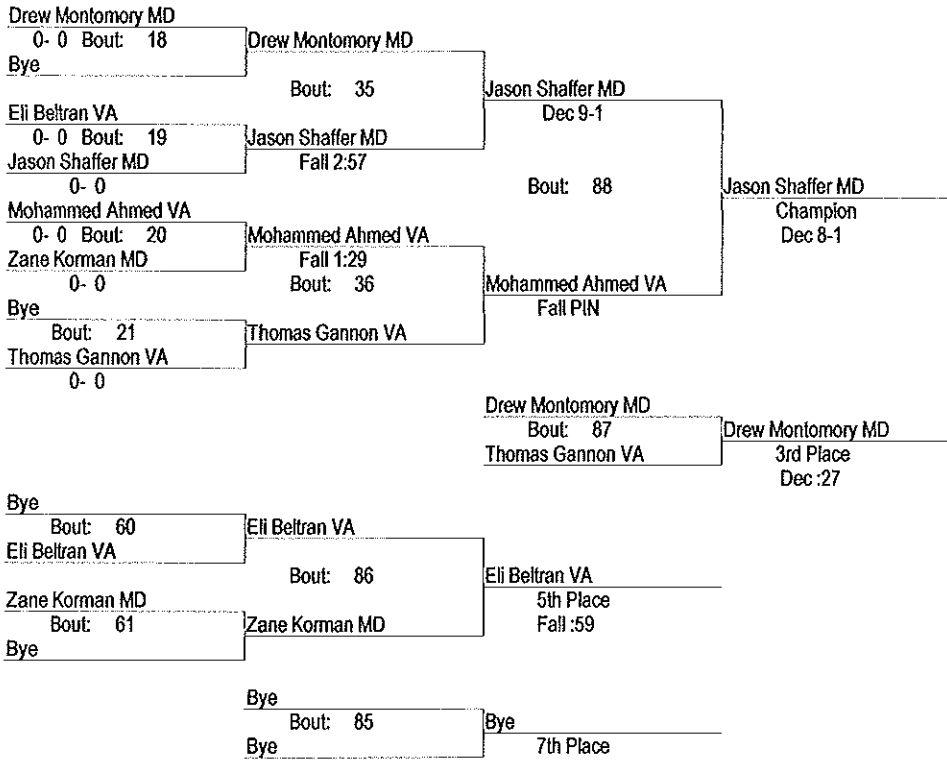 Drew Montomory MD
0- 0 Bout: 18
Bye
Drew Montomory MD
Bout: 35
Eli Beltran VA
0- 0 Bout: 19
Jason Shaffer MD
0- 0
Jason Shaffer MD
Fall 2:57
Jason Shaffer MD
Dec 9-1
Mohammed Ahmed VA
0- 0 Bout: 20
Zane Korman MD
0- 0
Mohammed Ahmed VA
Fall 1:29
Bout: 36
Bye
Bout: 21
Thomas Gannon VA
0- 0
Thomas Gannon VA
Mohammed Ahmed VA
Fall PIN
Bout: 88
Jason Shaffer MD
Champion
Dec 8-1
Drew Montomory MD
Bout: 87
Thomas Gannon VA
Drew Montomory MD
3rd Place
Dec :27
Bye
Bout: 60
Eli Beltran VA
Eli Beltran VA
Bout: 86
Zane Korman MD
Bout: 61
Bye
Zane Korman MD
Eli Beltran VA
5th Place
Fall :59
Bye
Bout: 85
Bye
Bye
7th Place